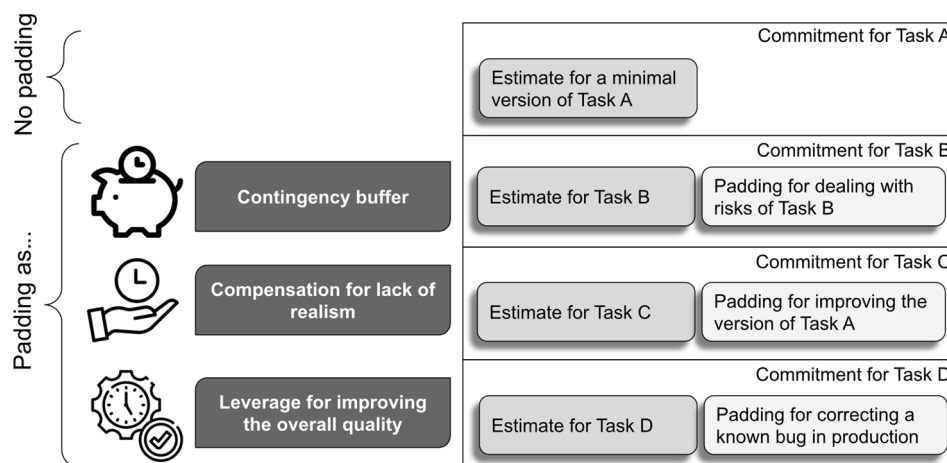 No padding
Commitment for Task A
Estimate for a minimal
version of Task A
Padding as...
Contingency buffer
Commitment for Task B
Estimate for Task B
Padding for dealing with
risks of Task B
Compensation for lack of
realism
Commitment for Task C
Estimate for Task C
Padding for improving the
version of Task A
Leverage for improving
the overall quality
Commitment for Task D
Estimate for Task D
Padding for correcting a
known bug in production